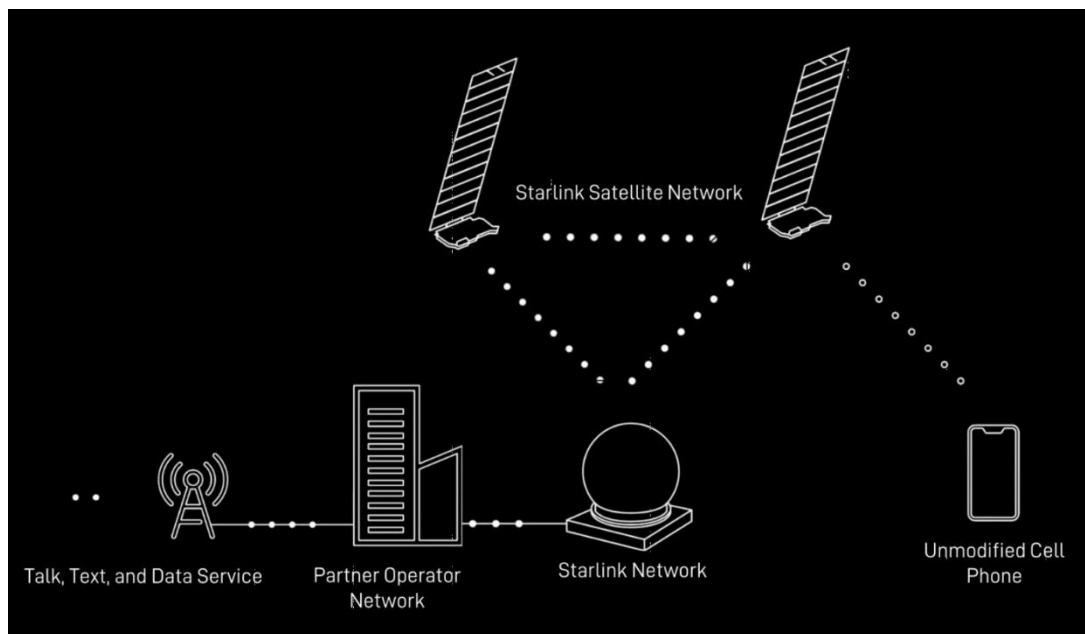 Starlink Satellite Network
Talk, Text, and Data Service
Partner Operator
Network
Starlink Network
Unmodified Cell
Phone